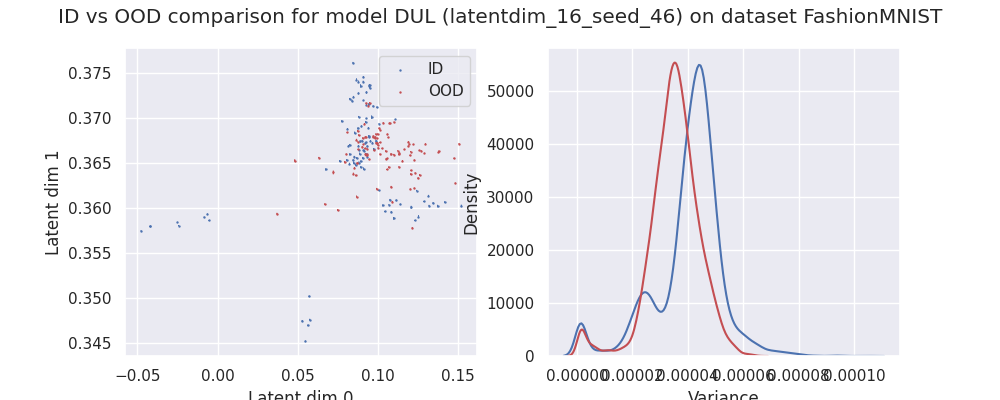 ID vs OOD comparison for model DUL (latentdim_16_seed_46) on dataset FashionMNIST
Latent dim 1
0.375
0.370
0.365
0.360
0.355
0.350
0.345
ID
OOD
−0.05 0.00 0.05 0.10 0.15
Latent dim 0
Density
50000
40000
30000
20000
10000
0
0.00000 0.00002 0.00004 0.00006 0.00008 0.00010
Variance